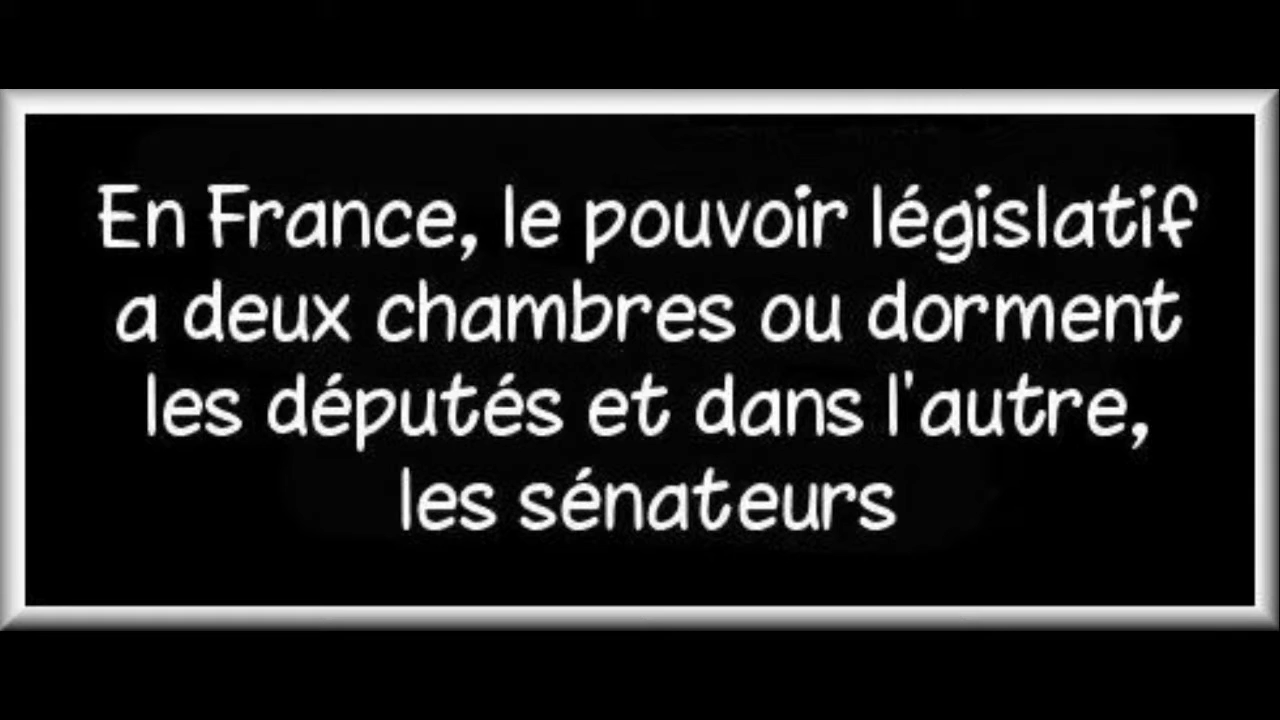 En France, le pouvoir législatif
a deux chambres ou dorment
les députés et dans l'autre,
les sénateurs